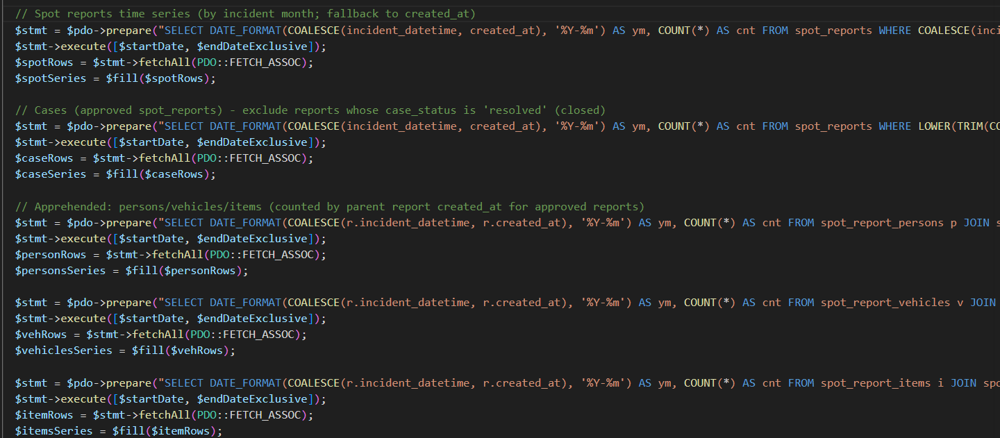 // Spot reports time series (by incident month; fallback to created_at)
$stmt = $pdo->prepare("SELECT DATE_FORMAT(COALESCE(incident_datetime, created_at), '%Y-%m') AS ym, COUNT(*) AS cnt FROM spot_reports WHERE COALESCE(inci
$stmt->execute([$startDate, $endDateExclusive]);
$spotRows = $stmt->fetchAll(PDO::FETCH_ASSOC);
$spotSeries = $fill($spotRows);
// Cases (approved spot_reports) - exclude reports whose case_status is 'resolved' (closed)
$stmt = $pdo->prepare("SELECT DATE_FORMAT(COALESCE(incident_datetime, created_at), '%Y-%m') AS ym, COUNT(*) AS cnt FROM spot_reports WHERE LOWER(TRIM(CO
$stmt->execute([$startDate, $endDateExclusive]);
$caseRows = $stmt->fetchAll(PDO::FETCH_ASSOC);
$caseSeries = $fill($caseRows);
// Apprehended: persons/vehicles/items (counted by parent report created_at for approved reports)
$stmt = $pdo->prepare("SELECT DATE_FORMAT(COALESCE(r.incident_datetime, r.created_at), '%Y-%m') AS ym, COUNT(*) AS cnt FROM spot_report_persons p JOIN s
$stmt->execute([$startDate, $endDateExclusive]);
$personRows = $stmt->fetchAll(PDO::FETCH_ASSOC);
$personsSeries = $fill($personRows);
$stmt = $pdo->prepare("SELECT DATE_FORMAT(COALESCE(r.incident_datetime, r.created_at), '%Y-%m') AS ym, COUNT(*) AS cnt FROM spot_report_vehicles v JOIN
$stmt->execute([$startDate, $endDateExclusive]);
$vehRows = $stmt->fetchAll(PDO::FETCH_ASSOC);
$vehiclesSeries = $fill($vehRows);
$stmt = $pdo->prepare("SELECT DATE_FORMAT(COALESCE(r.incident_datetime, r.created_at), '%Y-%m') AS ym, COUNT(*) AS cnt FROM spot_report_items i JOIN spo
$stmt->execute([$startDate, $endDateExclusive]);
$itemRows = $stmt->fetchAll(PDO::FETCH_ASSOC);
$itemsSeries = $fill($itemRows);